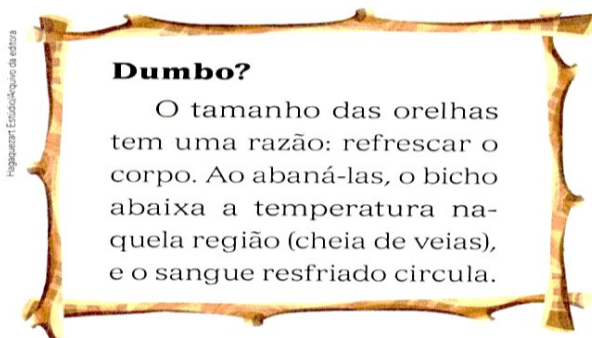 Hagaquezart Estúdio/Arquivo da editora
Dumbo?
O tamanho das orelhas
tem uma razão: refrescar o
corpo. Ao abaná-las, o bicho
abaixa a temperatura na-
quela região (cheia de veias),
e o sangue resfriado circula.